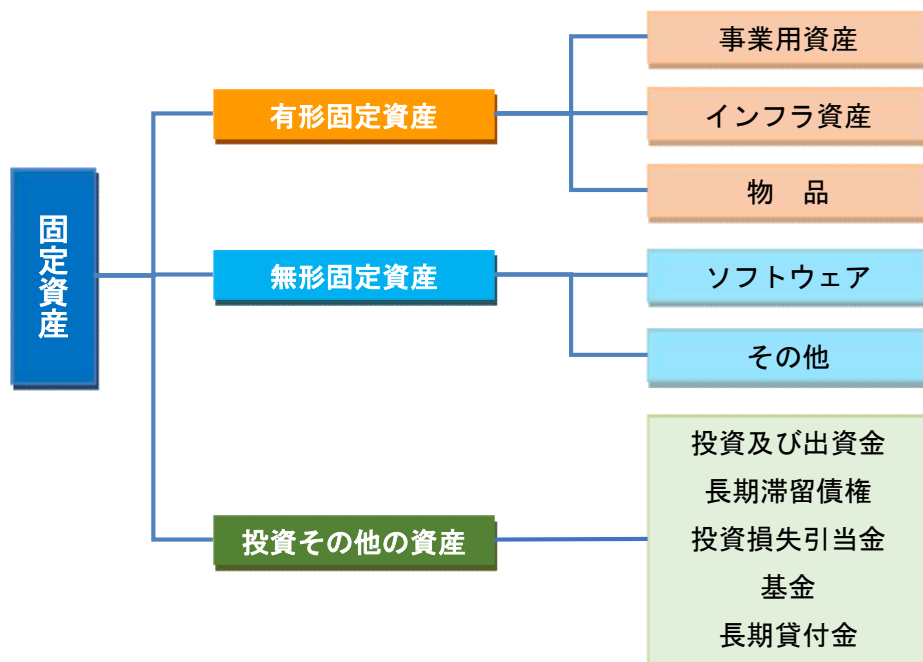 固定資産
有形固定資産
事業用資産
インフラ資産
物　品
無形固定資産
ソフトウェア
その他
投資その他の資産
投資及び出資金
長期滞留債権
投資損失引当金
基金
長期貸付金